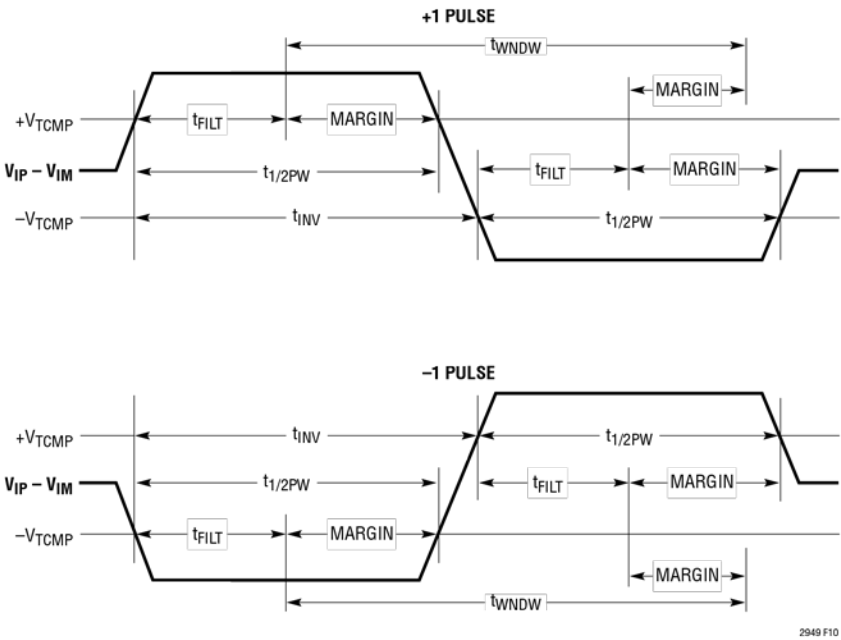 +1 PULSE
tWNDW
MARGIN
+VTCMP
tFILT
MARGIN
VIP – VIM
t1/2PW
tFILT
MARGIN
–VTCMP
tINV
t1/2PW
–1 PULSE
+VTCMP
tINV
t1/2PW
VIP – VIM
t1/2PW
tFILT
MARGIN
–VTCMP
tFILT
MARGIN
MARGIN
tWNDW
2949 F10